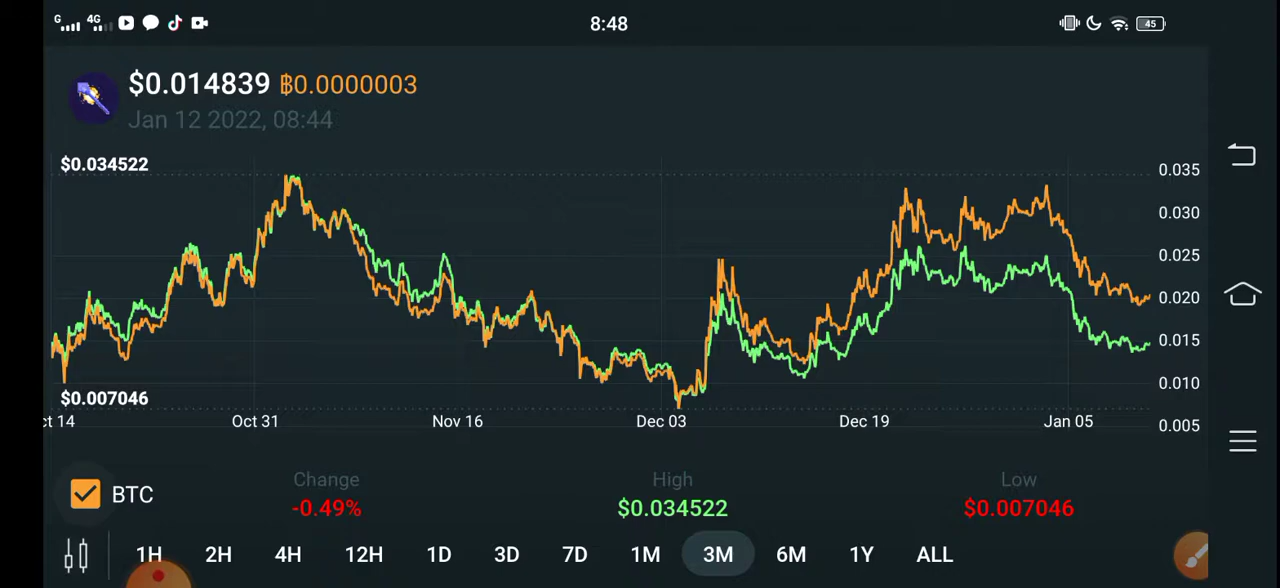 G 4G 8:48 45
$0.014839 ฿0.0000003
Jan 12 2022, 08:44
$0.034522
0.035
0.030
0.025
0.020
0.015
0.010
0.005
$0.007046
ct 14 Oct 31 Nov 16 Dec 03 Dec 19 Jan 05
BTC
Change High Low
-0.49% $0.034522 $0.007046
1H 2H 4H 12H 1D 3D 7D 1M 3M 6M 1Y ALL